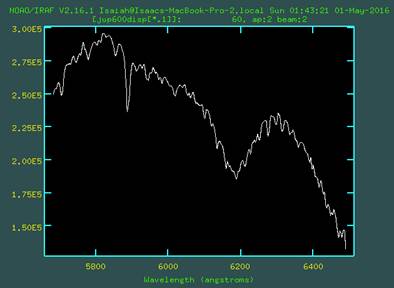 NOAO/IRAF V2.16.1 Isaiah@Isaacs-MacBook-Pro-2.local Sun 01:43:21 01-May-2016
[jup600disp[*,1]]: 60. ap:2 beam:2
3.00E5
2.75E5
2.50E5
2.25E5
2.00E5
1.75E5
1.50E5
5800 6000 6200 6400
Wavelength (angstroms)